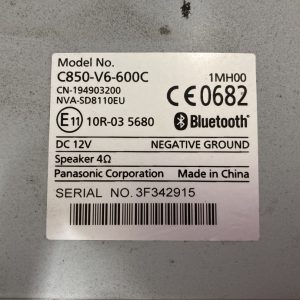 Model No.
C850-V6-600C 1MH00
CN-194903200
NVA-SD8110EU
CE0682
E11 10R-03 5680 Bluetooth®
DC 12V NEGATIVE GROUND
Speaker 4Ω
Panasonic Corporation Made in China
SERIAL NO. 3F342915